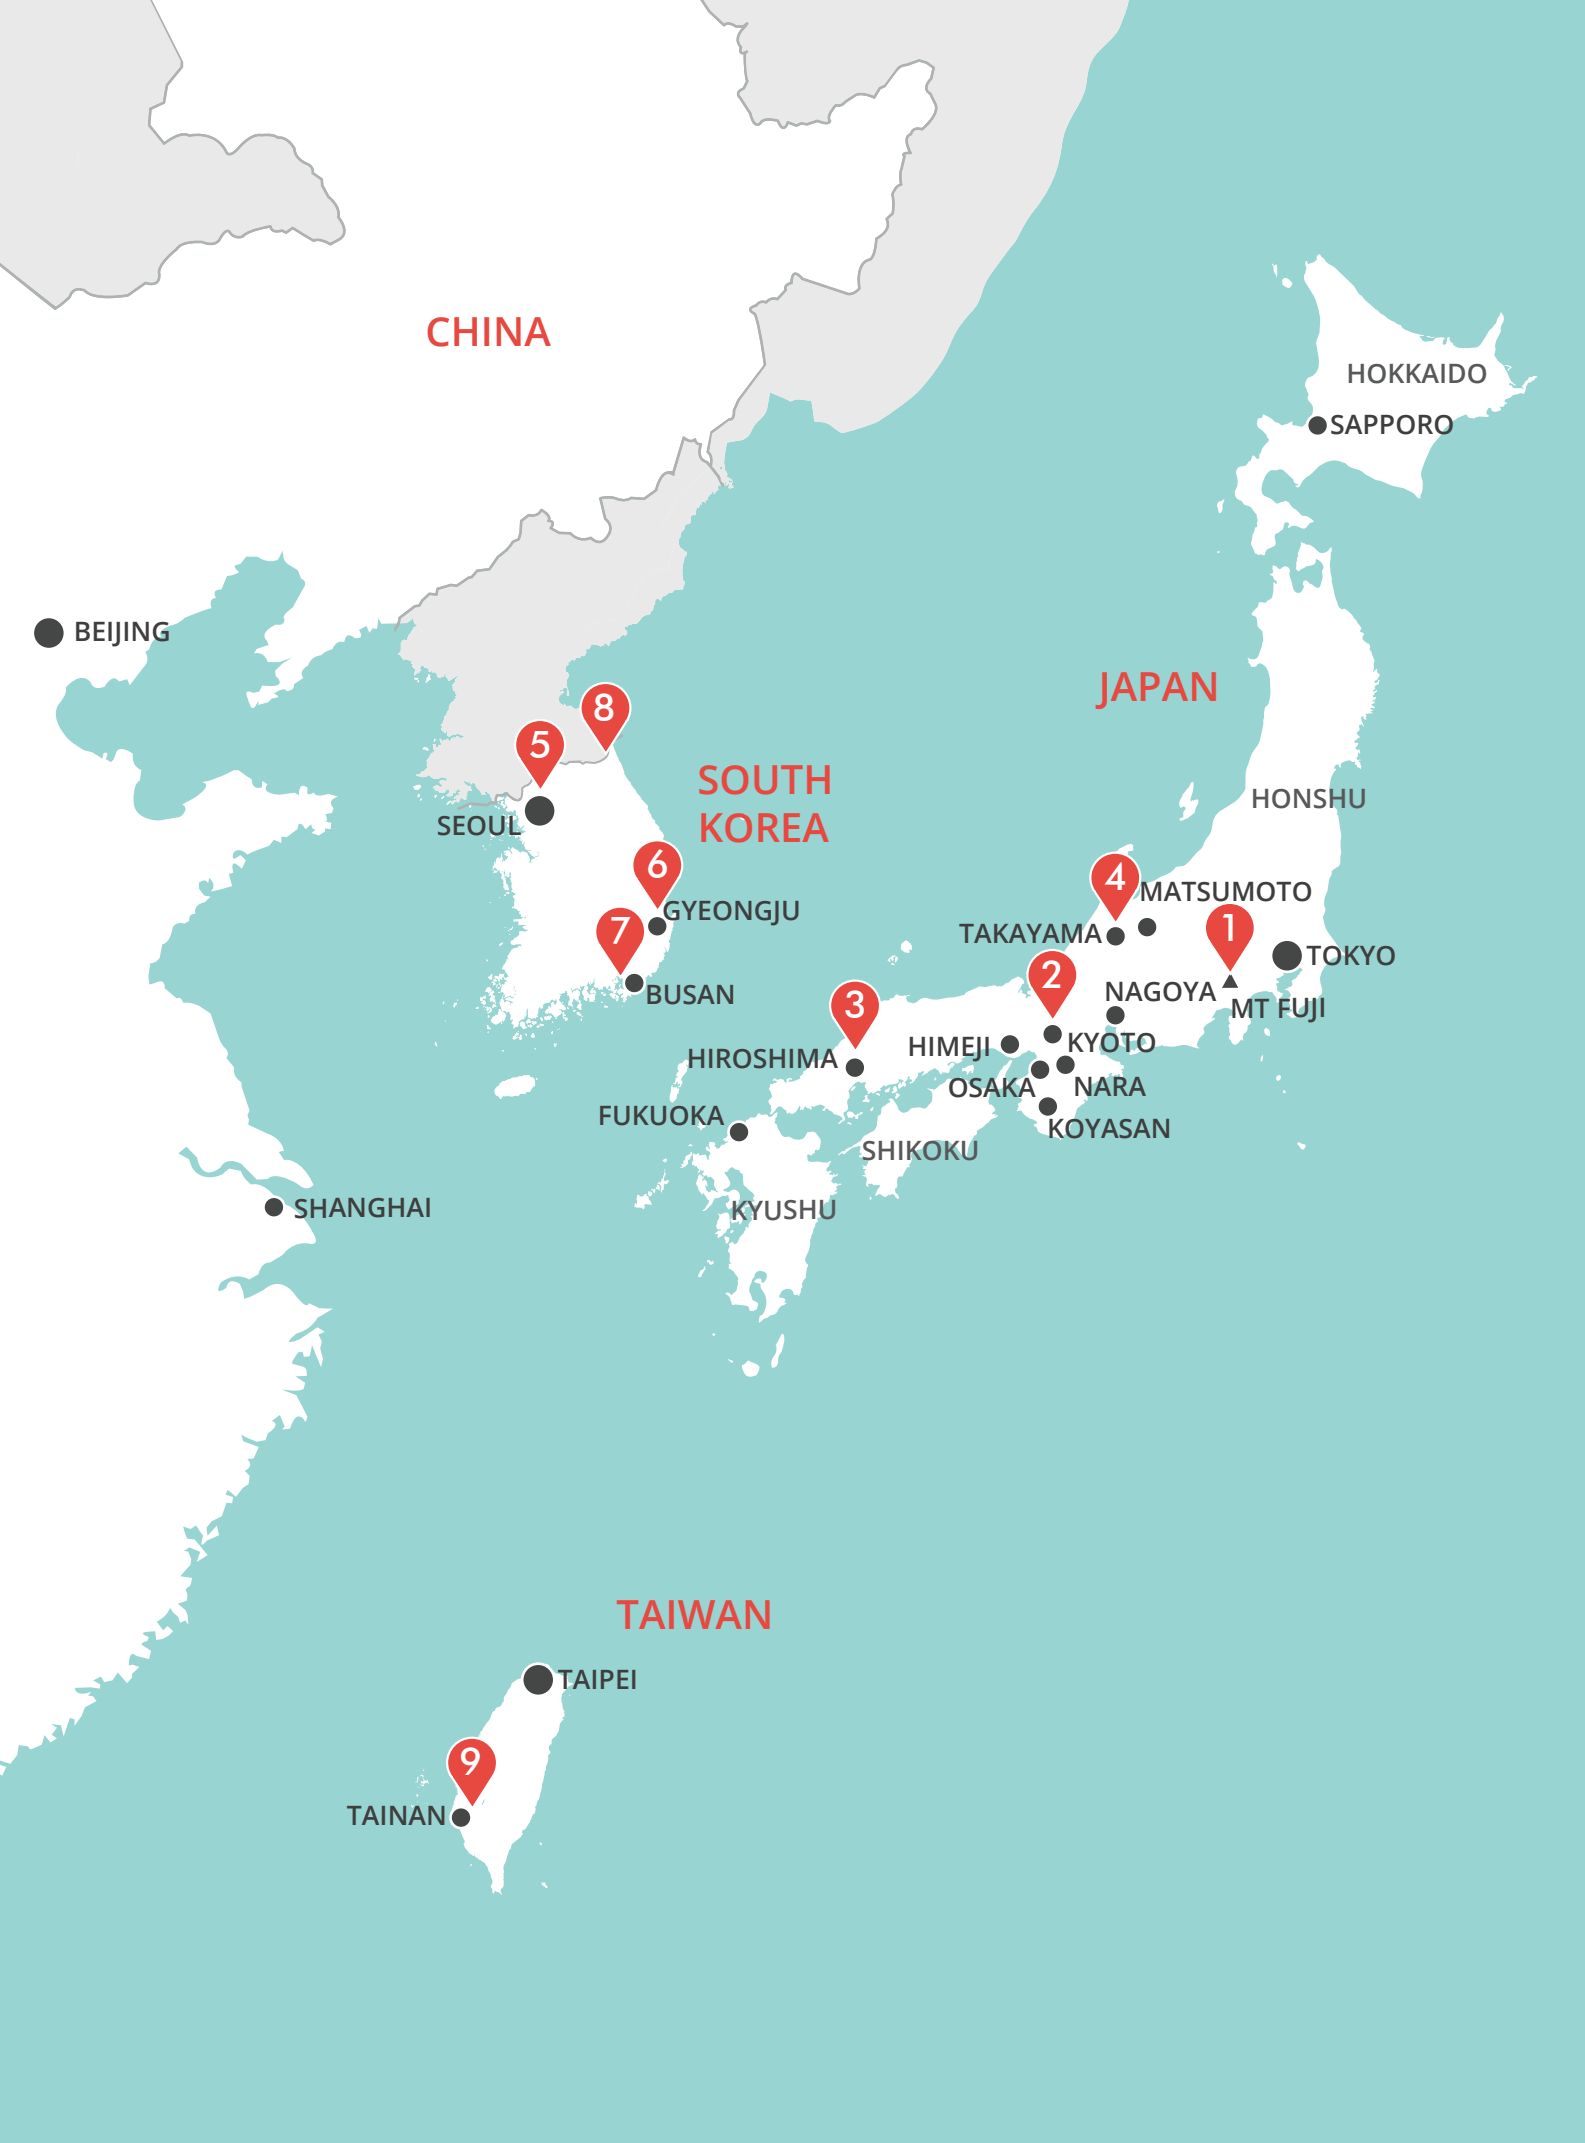 CHINA
HOKKAIDO
SAPPORO
BEIJING
JAPAN
8
5
SOUTH
KOREA
HONSHU
SEOUL
6
4
MATSUMOTO
GYEONGJU
7
1
TAKAYAMA
TOKYO
2
BUSAN
NAGOYA
3
MT FUJI
KYOTO
HIMEJI
HIROSHIMA
OSAKA
NARA
FUKUOKA
KOYASAN
SHIKOKU
SHANGHAI
KYUSHU
TAIWAN
TAIPEI
9
TAINAN